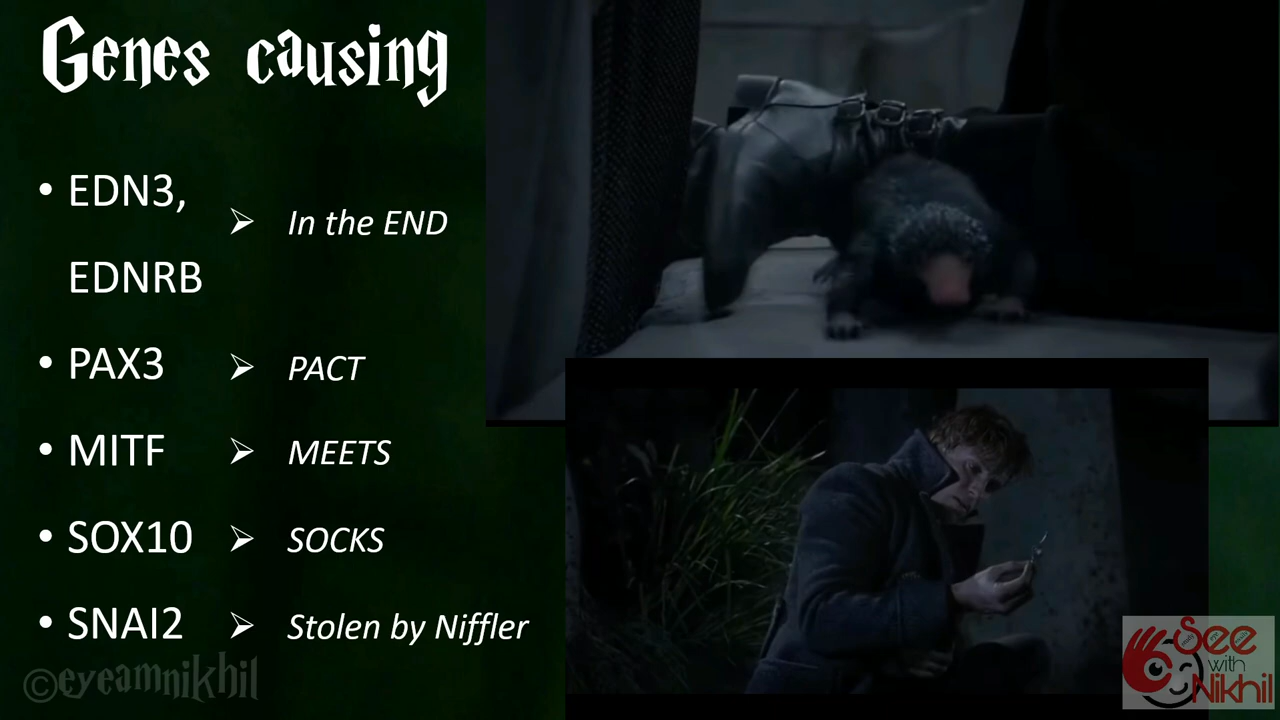 Genes causing
• EDN3,
EDNRB
➢ In the END
• PAX3 ➢ PACT
• MITF ➢ MEETS
• SOX10 ➢ SOCKS
• SNAI2 ➢ Stolen by Niffler
©eyeamnikhil
See
with
Nikhil